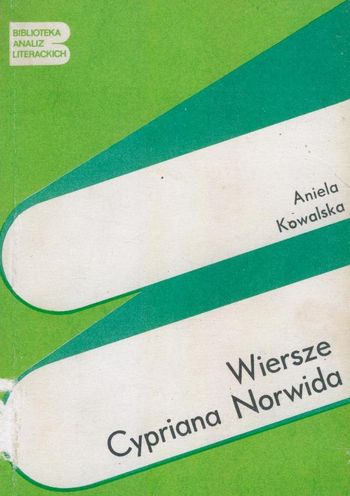 BIBLIOTEKA
ANALIZ
LITERACKICH
Aniela
Kowalska
Wiersze
Cypriana Norwida